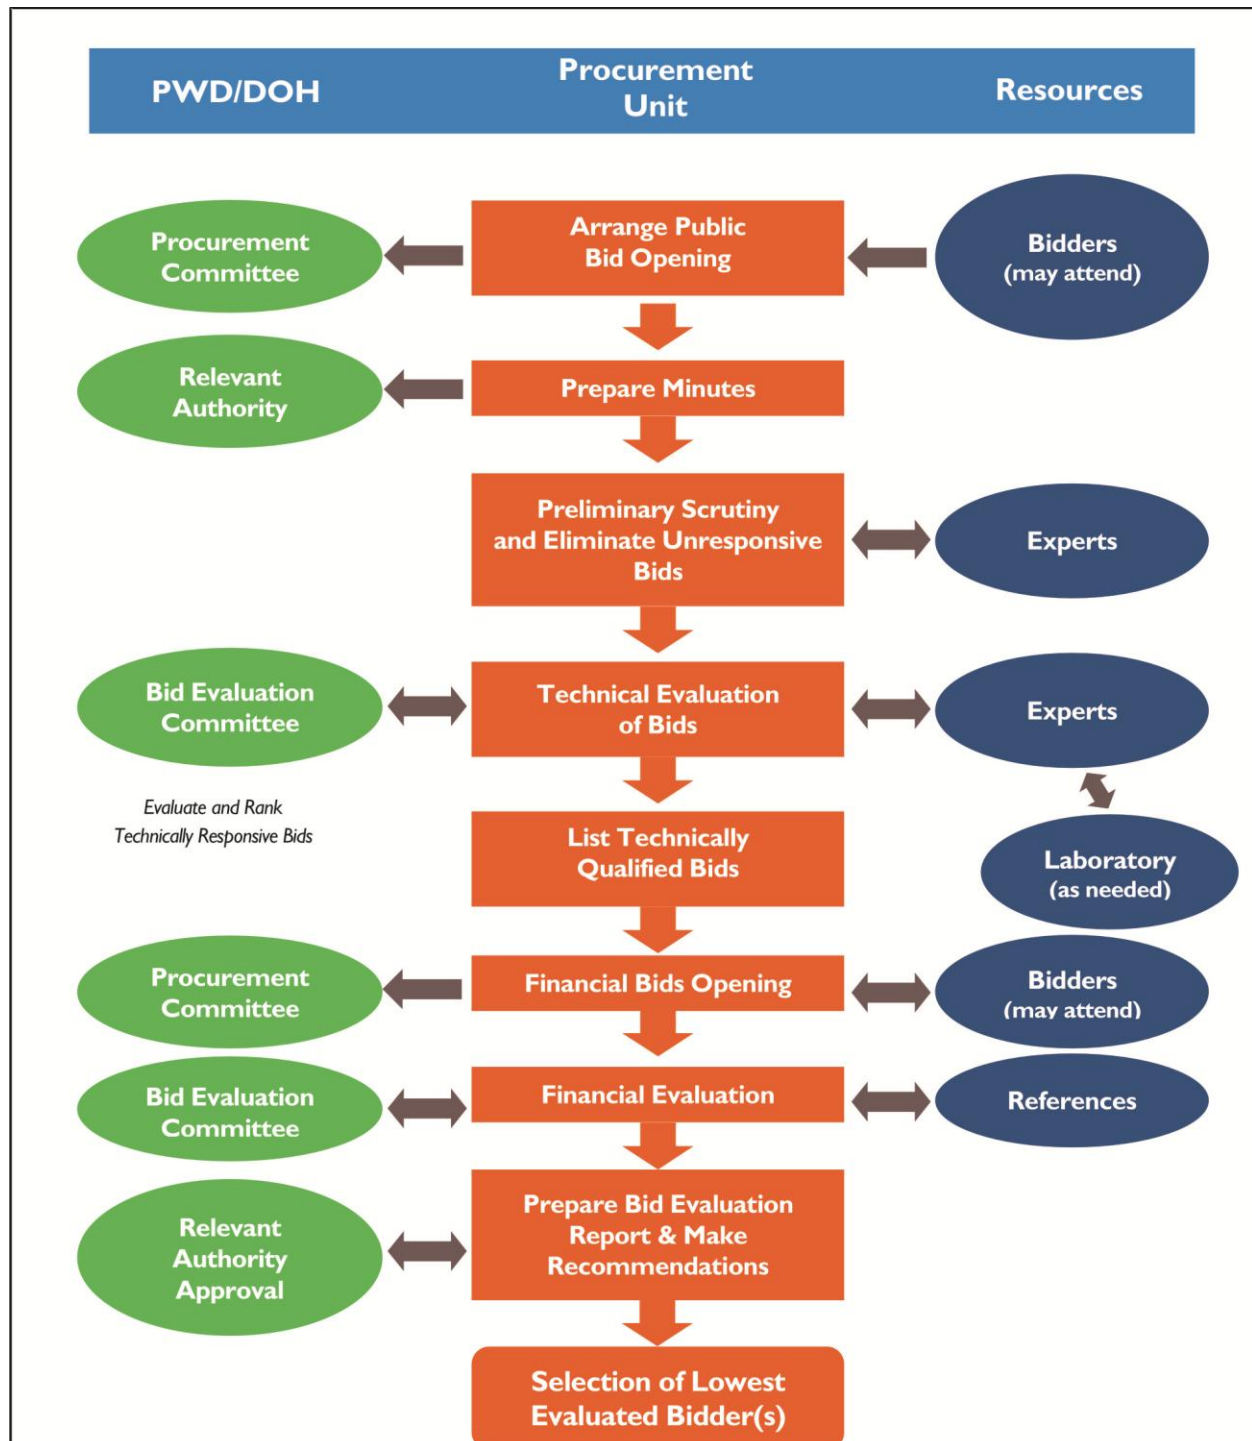 PWD/DOH
Procurement
Unit
Resources
Procurement
Committee
Arrange Public
Bid Opening
Bidders
(may attend)
Relevant
Authority
Prepare Minutes
Preliminary Scrutiny
and Eliminate Unresponsive
Bids
Experts
Bid Evaluation
Committee
Technical Evaluation
of Bids
Experts
Evaluate and Rank
Technically Responsive Bids
List Technically
Qualified Bids
Laboratory
(as needed)
Procurement
Committee
Financial Bids Opening
Bidders
(may attend)
Bid Evaluation
Committee
Financial Evaluation
References
Relevant
Authority
Approval
Prepare Bid Evaluation
Report & Make
Recommendations
Selection of Lowest
Evaluated Bidder(s)